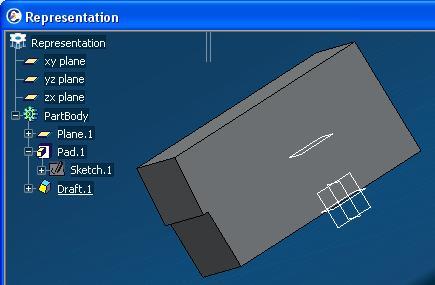 Representation
Representation
xy plane
yz plane
zx plane
PartBody
Plane.1
Pad.1
Sketch.1
Draft.1